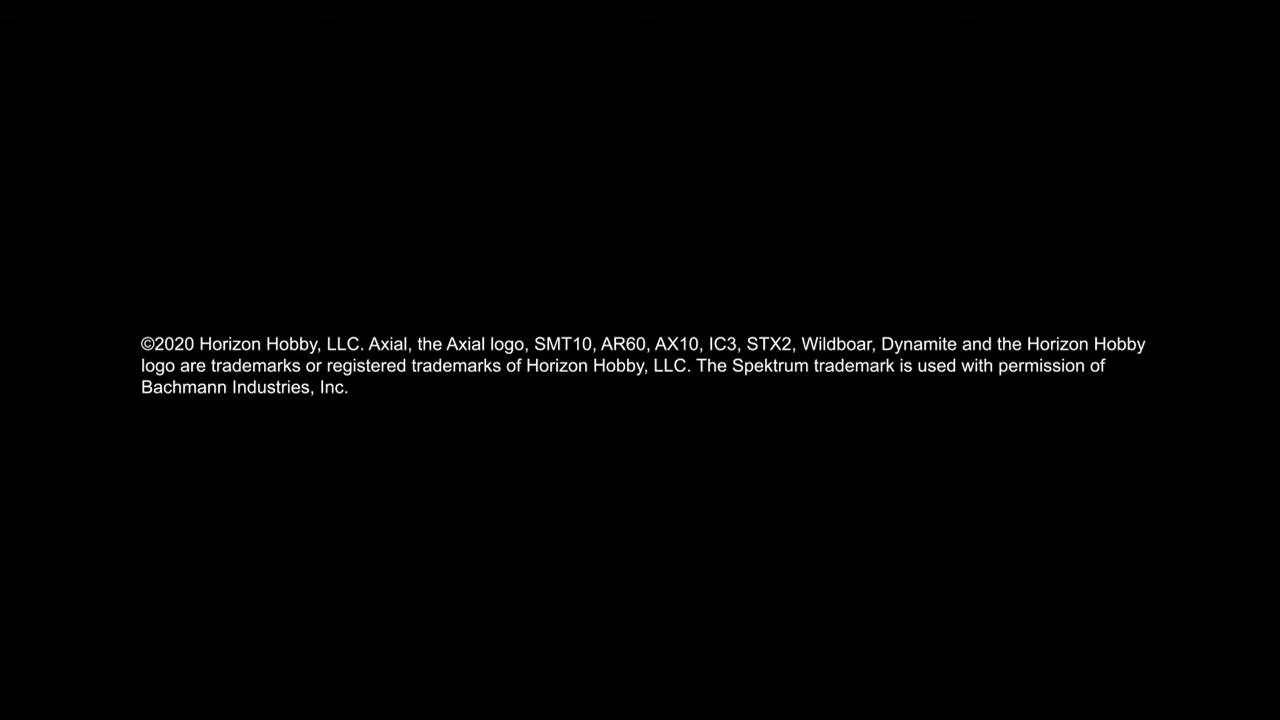 ©2020 Horizon Hobby, LLC. Axial, the Axial logo, SMT10, AR60, AX10, IC3, STX2, Wildboar, Dynamite and the Horizon Hobby
logo are trademarks or registered trademarks of Horizon Hobby, LLC. The Spektrum trademark is used with permission of
Bachmann Industries, Inc.